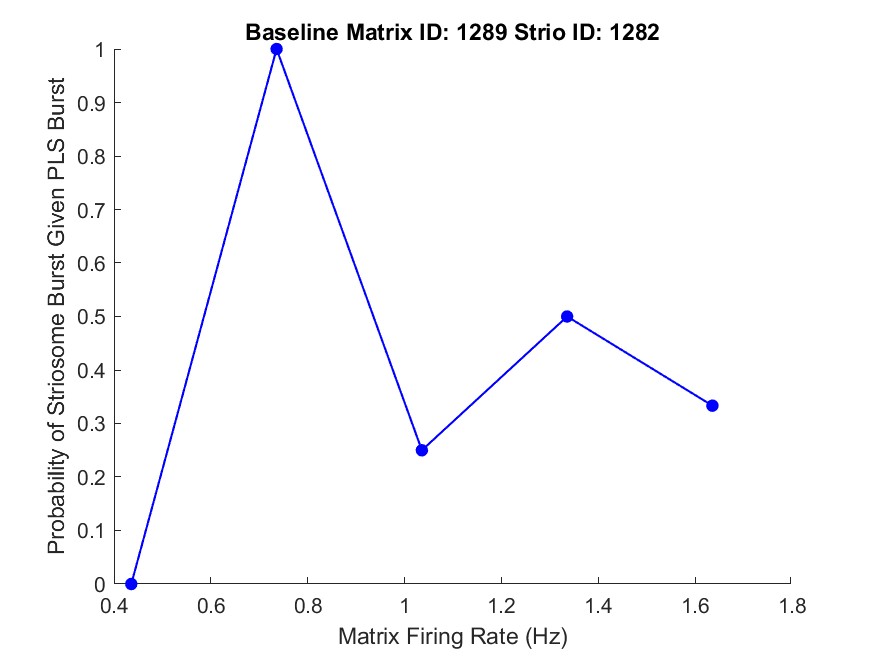 Baseline Matrix ID: 1289 Strio ID: 1282
Probability of Striosome Burst Given PLS Burst
1
0.9
0.8
0.7
0.6
0.5
0.4
0.3
0.2
0.1
0
0.4 0.6 0.8 1 1.2 1.4 1.6 1.8
Matrix Firing Rate (Hz)